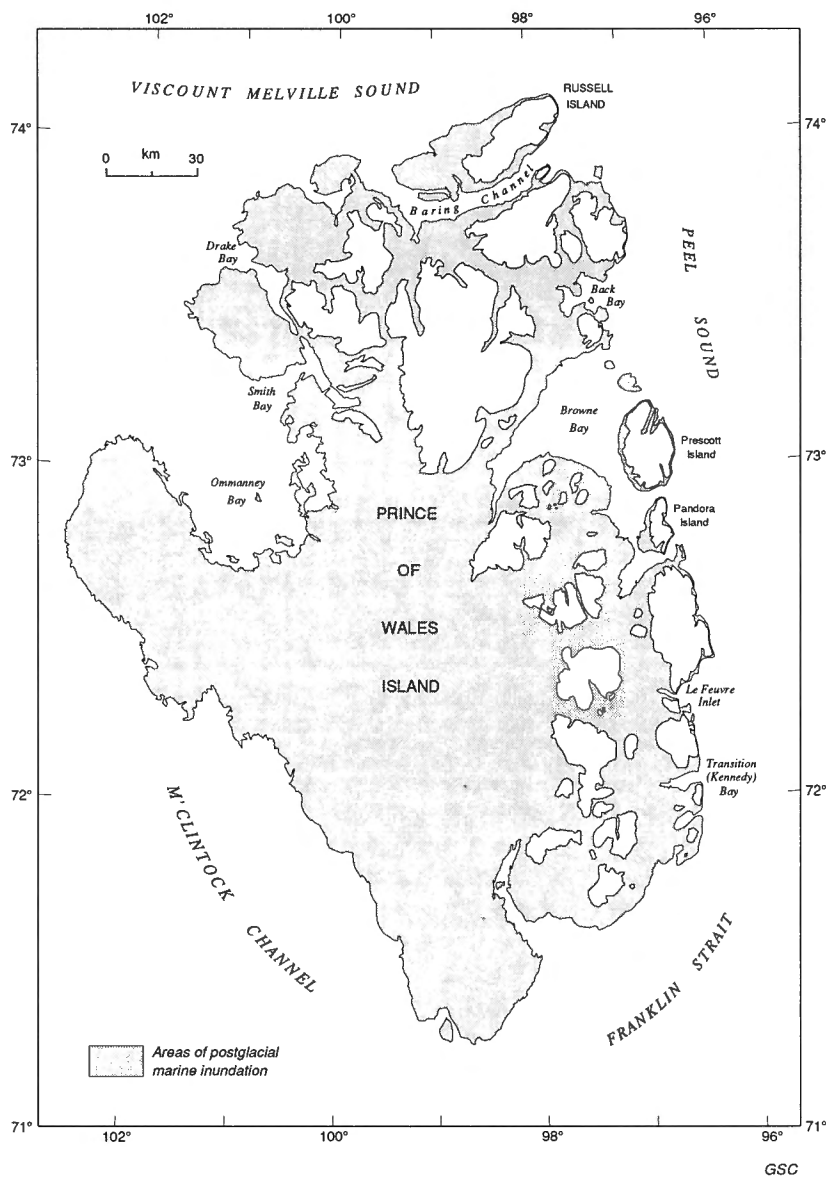 102° 100° 98° 96°
VISCOUNT MELVILLE SOUND
RUSSELL
ISLAND
74° 74°
0 km 30
Baring Channel
Drake
Bay
PEEL SOUND
Back
Bay
Smith
Bay
Browne
Bay
73° 73°
Prescott
Island
Ommanney
Bay
PRINCE
OF
WALES
ISLAND
Pandora
Island
Le Feuvre
Inlet
Transition
(Kennedy)
Bay
72° 72°
M'CLINTOCK CHANNEL
FRANKLIN STRAIT
Areas of postglacial
marine inundation
71° 71°
102° 100° 98° 96°
GSC